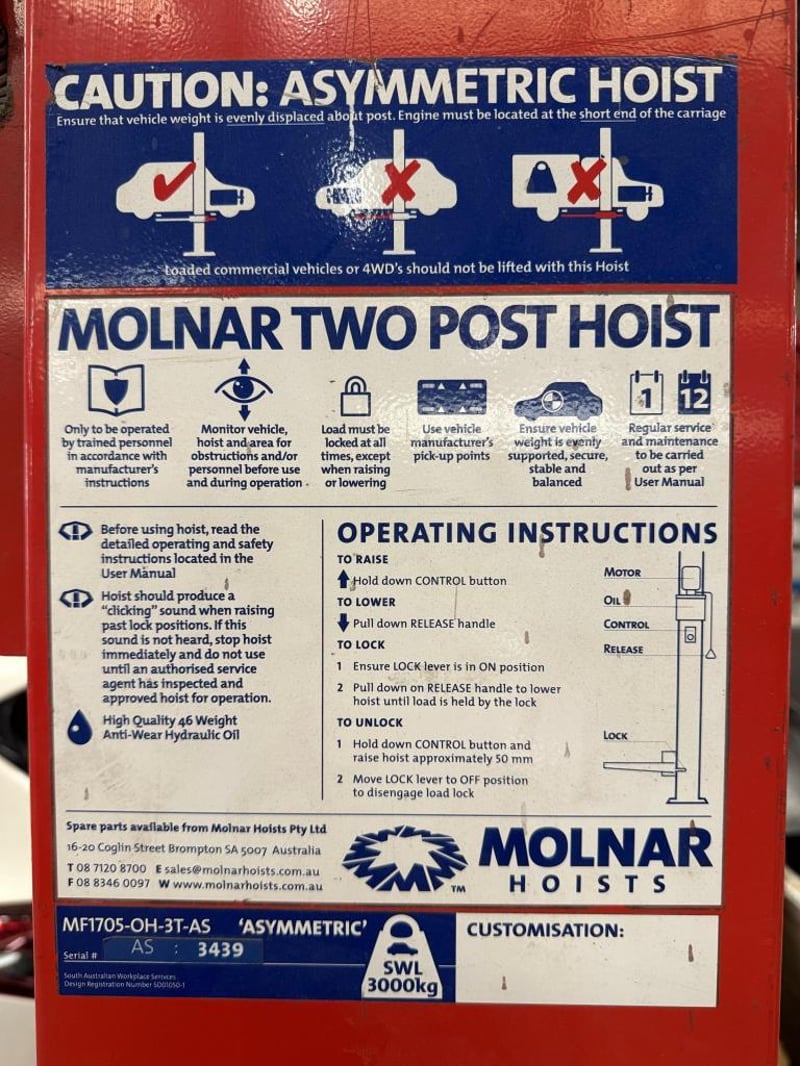 CAUTION: ASYMMETRIC HOIST
Ensure that vehicle weight is evenly displaced about post. Engine must be located at the short end of the carriage
Loaded commercial vehicles or 4WD's should not be lifted with this Hoist
MOLNAR TWO POST HOIST
Only to be operated
by trained personnel
in accordance with
manufacturer's
instructions
Monitor vehicle,
hoist and area for
obstructions and/or
personnel before use
and during operation
Load must be
locked at all
times, except
when raising
or lowering
Use vehicle
manufacturer's
pick-up points
Ensure vehicle
weight is evenly
supported, secure,
stable and
balanced
1 12
Regular service
and maintenance
to be carried
out as per
User Manual
Before using hoist, read the
detailed operating and safety
instructions located in the
User Manual
Hoist should produce a
"clicking" sound when raising
past lock positions. If this
sound is not heard, stop hoist
immediately and do not use
until an authorised service
agent has inspected and
approved hoist for operation.
High Quality 46 Weight
Anti-Wear Hydraulic Oil
OPERATING INSTRUCTIONS
TO RAISE
Hold down CONTROL button
TO LOWER
Pull down RELEASE handle
TO LOCK
1 Ensure LOCK lever is in ON position
2 Pull down on RELEASE handle to lower
hoist until load is held by the lock
TO UNLOCK
1 Hold down CONTROL button and
raise hoist approximately 50 mm
2 Move LOCK lever to OFF position
to disengage load lock
MOTOR
OIL
CONTROL
RELEASE
LOCK
Spare parts available from Molnar Hoists Pty Ltd
16-20 Coglin Street Brompton SA 5007 Australia
T 08 7120 8700 E sales@molnarhoists.com.au
F 08 8346 0097 W www.molnarhoists.com.au
TM
MOLNAR
HOISTS
MF1705-OH-3T-AS 'ASYMMETRIC'
Serial # AS : 3439
South Australian Workplace Services
Design Registration Number SD01050-1
SWL
3000kg
CUSTOMISATION: